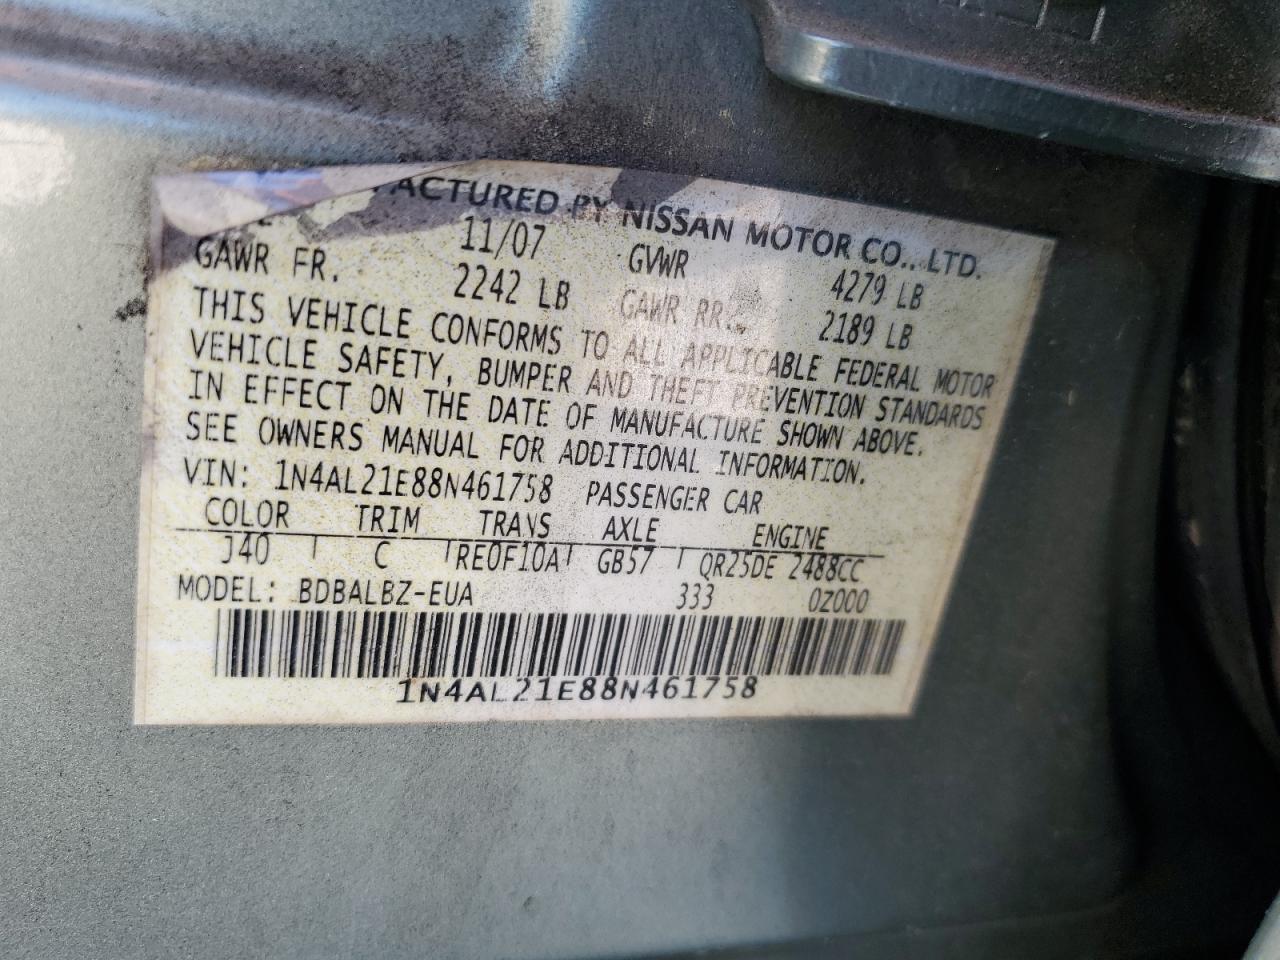 FACTURED BY NISSAN MOTOR CO., LTD.
11/07 GVWR 4279 LB
GAWR FR. 2242 LB GAWR RR. 2189 LB
THIS VEHICLE CONFORMS TO ALL APPLICABLE FEDERAL MOTOR
VEHICLE SAFETY, BUMPER AND THEFT PREVENTION STANDARDS
IN EFFECT ON THE DATE OF MANUFACTURE SHOWN ABOVE.
SEE OWNERS MANUAL FOR ADDITIONAL INFORMATION.
VIN: 1N4AL21E88N461758 PASSENGER CAR
COLOR TRIM TRANS AXLE ENGINE
J40 C RE0F10A GB57 QR25DE 2488CC
MODEL: BDBALBZ-EUA 333 0Z000
1N4AL21E88N461758